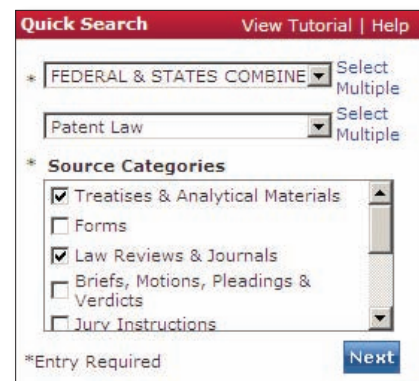 Quick Search View Tutorial | Help
* FEDERAL & STATES COMBINE Select
Multiple
Patent Law Select
Multiple
* Source Categories
Treatises & Analytical Materials
Forms
Law Reviews & Journals
Briefs, Motions, Pleadings &
Verdicts
Jury Instructions
*Entry Required Next